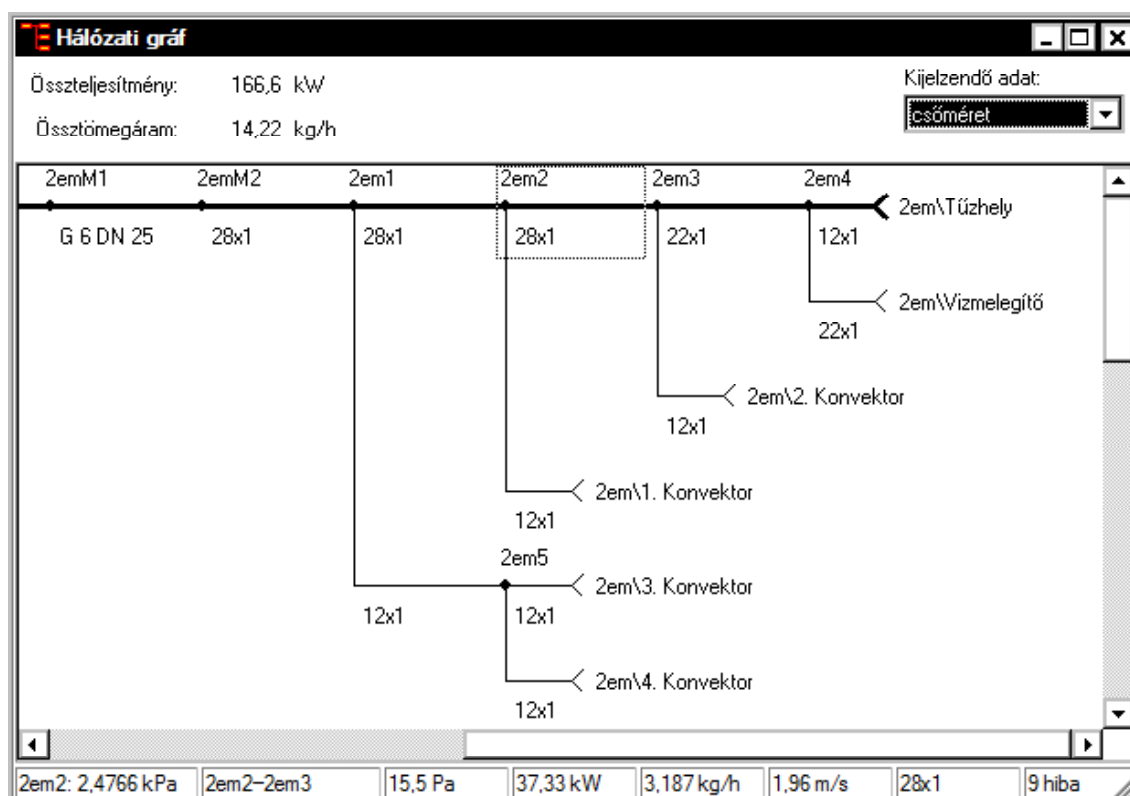 Hálózati gráf
Összteljesítmény: 166,6 kW
Össztömegáram: 14,22 kg/h
Kijelzendő adat:
csőméret
2emM1 2emM2 2em1 2em2 2em3 2em4
2em\Tűzhely
G 6 DN 25 28x1 28x1 28x1 22x1 12x1
2em\Vizmelegítő
22x1
2em\2. Konvektor
12x1
2em\1. Konvektor
12x1
2em5
2em\3. Konvektor
12x1 12x1
2em\4. Konvektor
12x1
2em2: 2,4766 kPa 2em2-2em3 15,5 Pa 37,33 kW 3,187 kg/h 1,96 m/s 28x1 9 hiba